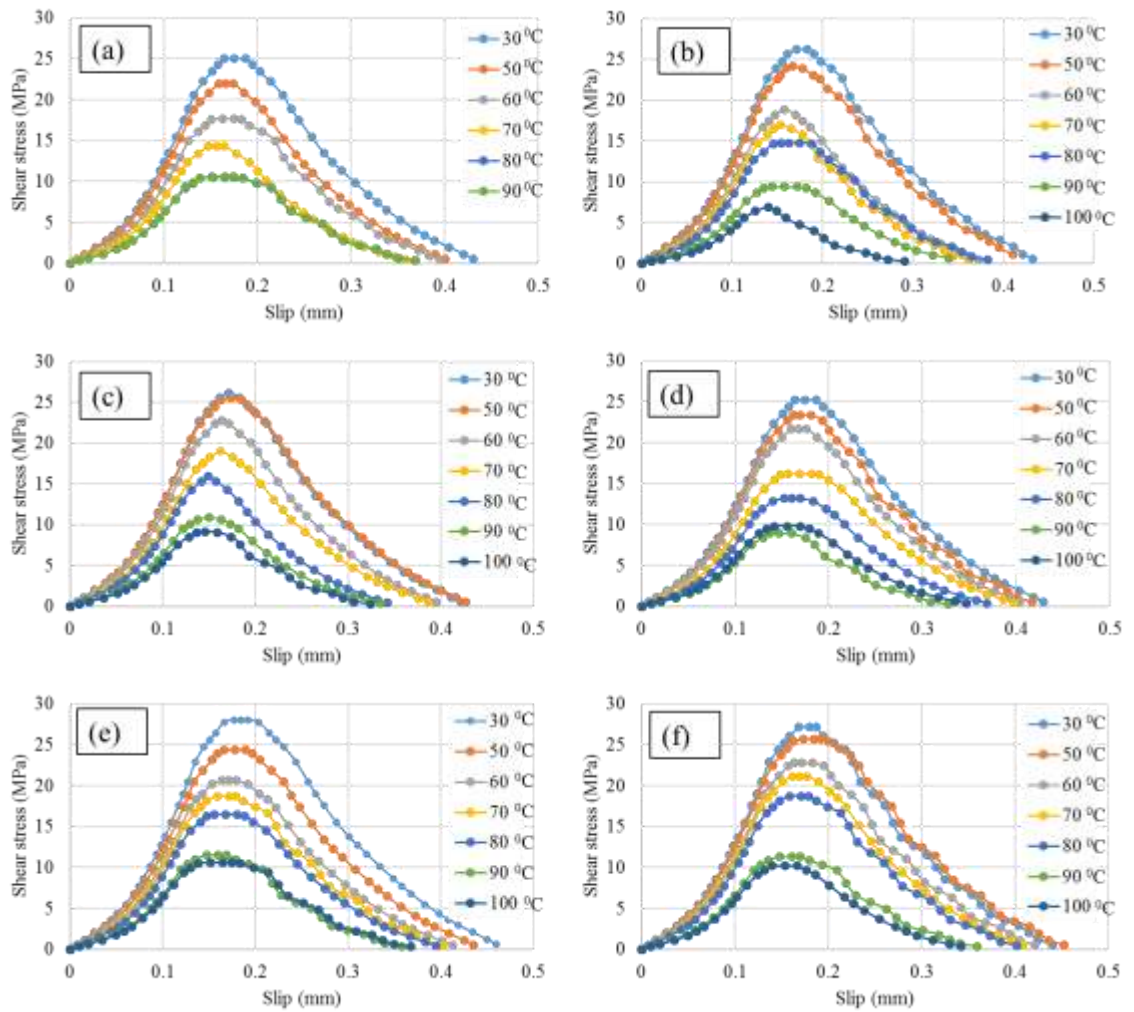 (a)
Shear stress (MPa)
30
25
20
15
10
5
0
0 0.1 0.2 0.3 0.4 0.5
Slip (mm)
30 ⁰C
50 ⁰C
60 ⁰C
70 ⁰C
80 ⁰C
90 ⁰C
(b)
Shear stress (MPa)
30
25
20
15
10
5
0
0 0.1 0.2 0.3 0.4 0.5
Slip (mm)
30 ⁰C
50 ⁰C
60 ⁰C
70 ⁰C
80 ⁰C
90 ⁰C
100 ⁰C
(c)
Shear stress (MPa)
30
25
20
15
10
5
0
0 0.1 0.2 0.3 0.4 0.5
Slip (mm)
30 ⁰C
50 ⁰C
60 ⁰C
70 ⁰C
80 ⁰C
90 ⁰C
100 ⁰C
(d)
Shear stress (MPa)
30
25
20
15
10
5
0
0 0.1 0.2 0.3 0.4 0.5
Slip (mm)
30 ⁰C
50 ⁰C
60 ⁰C
70 ⁰C
80 ⁰C
90 ⁰C
100 ⁰C
(e)
Shear stress (MPa)
30
25
20
15
10
5
0
0 0.1 0.2 0.3 0.4 0.5
Slip (mm)
30 ⁰C
50 ⁰C
60 ⁰C
70 ⁰C
80 ⁰C
90 ⁰C
100 ⁰C
(f)
Shear stress (MPa)
30
25
20
15
10
5
0
0 0.1 0.2 0.3 0.4 0.5
Slip (mm)
30 ⁰C
50 ⁰C
60 ⁰C
70 ⁰C
80 ⁰C
90 ⁰C
100 ⁰C